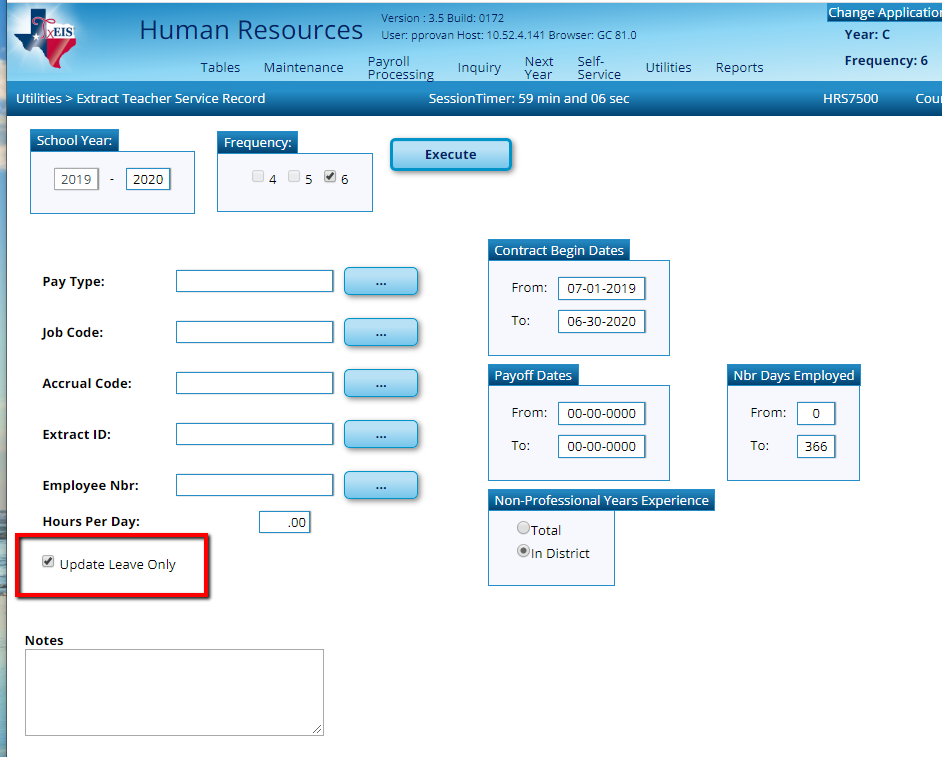 TxEIS
Human Resources
Version : 3.5 Build: 0172
User: pprovan Host: 10.52.4.141 Browser: GC 81.0
Change Application
Year: C
Frequency: 6
Tables Maintenance Payroll Processing Inquiry Next Year Self-Service Utilities Reports
Utilities > Extract Teacher Service Record SessionTimer: 59 min and 06 sec HRS7500 Cou
School Year:
2019 - 2020
Frequency:
4 5 6
Execute
Pay Type: ...
Job Code: ...
Accrual Code: ...
Extract ID: ...
Employee Nbr: ...
Hours Per Day: .00
Update Leave Only
Contract Begin Dates
From: 07-01-2019
To: 06-30-2020
Payoff Dates
From: 00-00-0000
To: 00-00-0000
Nbr Days Employed
From: 0
To: 366
Non-Professional Years Experience
Total
In District
Notes